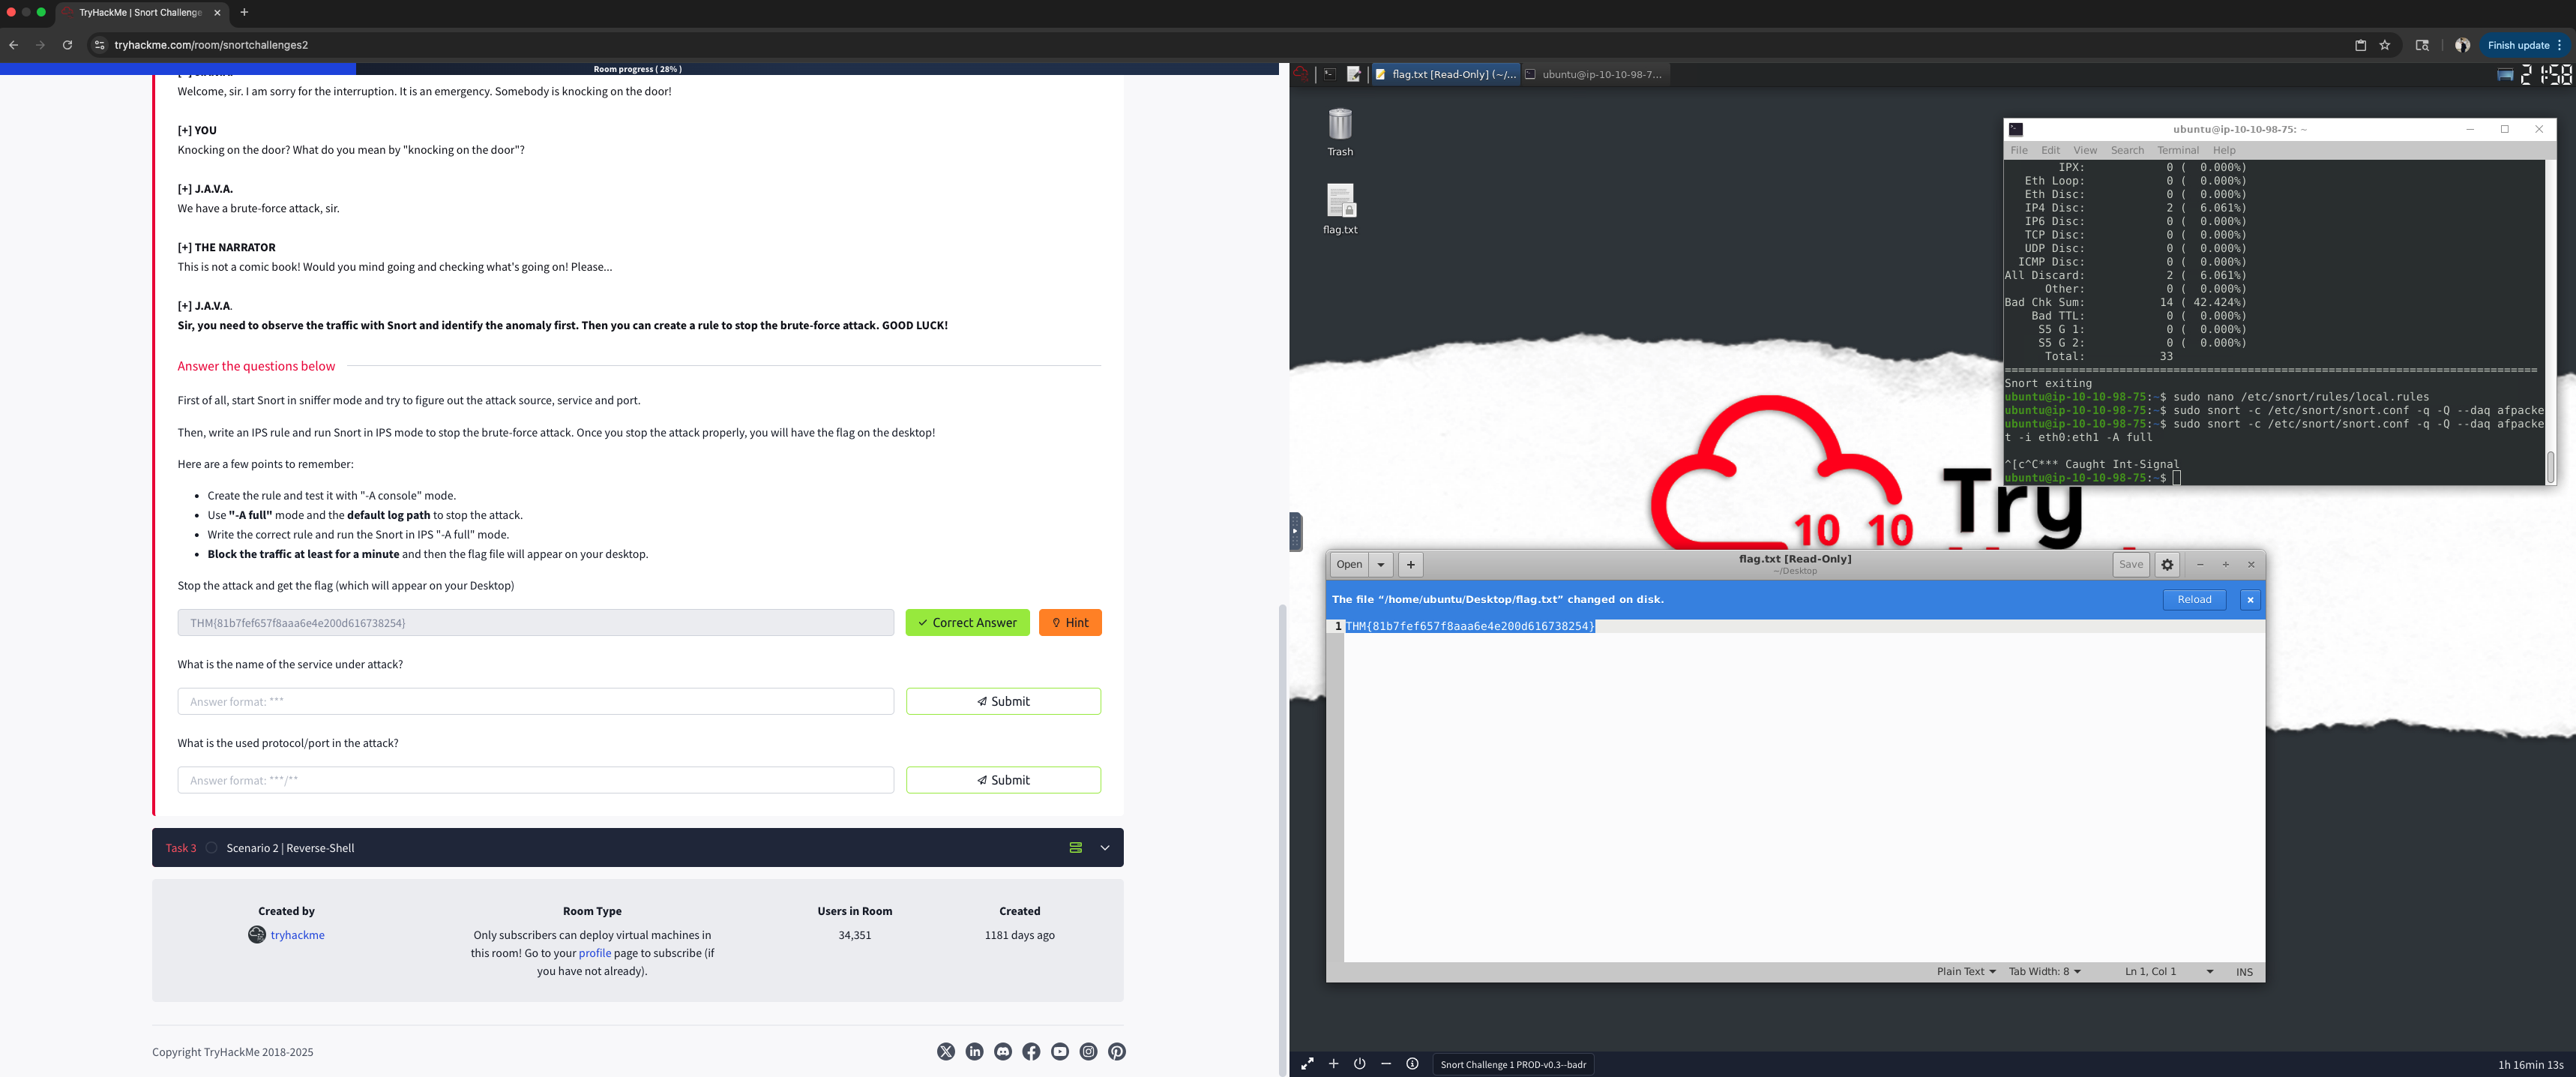 TryHackMe | Snort Challenge
tryhackme.com/room/snortchallenges2
Finish update
Room progress ( 28% )
Welcome, sir. I am sorry for the interruption. It is an emergency. Somebody is knocking on the door!
[+] YOU
Knocking on the door? What do you mean by "knocking on the door"?
[+] J.A.V.A.
We have a brute-force attack, sir.
[+] THE NARRATOR
This is not a comic book! Would you mind going and checking what's going on! Please...
[+] J.A.V.A.
Sir, you need to observe the traffic with Snort and identify the anomaly first. Then you can create a rule to stop the brute-force attack. GOOD LUCK!
Answer the questions below
First of all, start Snort in sniffer mode and try to figure out the attack source, service and port.
Then, write an IPS rule and run Snort in IPS mode to stop the brute-force attack. Once you stop the attack properly, you will have the flag on the desktop!
Here are a few points to remember:
• Create the rule and test it with "-A console" mode.
• Use "-A full" mode and the default log path to stop the attack.
• Write the correct rule and run the Snort in IPS "-A full" mode.
• Block the traffic at least for a minute and then the flag file will appear on your desktop.
Stop the attack and get the flag (which will appear on your Desktop)
THM{81b7fef657f8aaa6e4e200d616738254}
Correct Answer
Hint
What is the name of the service under attack?
Answer format: ***
Submit
What is the used protocol/port in the attack?
Answer format: ***/**
Submit
Task 3 Scenario 2 | Reverse-Shell
Created by
tryhackme
Room Type
Only subscribers can deploy virtual machines in
this room! Go to your profile page to subscribe (if
you have not already).
Users in Room
34,351
Created
1181 days ago
Copyright TryHackMe 2018-2025
flag.txt [Read-Only] (~/...
ubuntu@ip-10-10-98-7...
21:58
Trash
flag.txt
ubuntu@ip-10-10-98-75: ~
File Edit View Search Terminal Help
IPX: 0 ( 0.000%)
Eth Loop: 0 ( 0.000%)
Eth Disc: 0 ( 0.000%)
IP4 Disc: 2 ( 6.061%)
IP6 Disc: 0 ( 0.000%)
TCP Disc: 0 ( 0.000%)
UDP Disc: 0 ( 0.000%)
ICMP Disc: 0 ( 0.000%)
All Discard: 2 ( 6.061%)
Other: 0 ( 0.000%)
Bad Chk Sum: 14 ( 42.424%)
Bad TTL: 0 ( 0.000%)
S5 G 1: 0 ( 0.000%)
S5 G 2: 0 ( 0.000%)
Total: 33
===============================================================================
Snort exiting
ubuntu@ip-10-10-98-75:~$ sudo nano /etc/snort/rules/local.rules
ubuntu@ip-10-10-98-75:~$ sudo snort -c /etc/snort/snort.conf -q -Q --daq afpacke
ubuntu@ip-10-10-98-75:~$ sudo snort -c /etc/snort/snort.conf -q -Q --daq afpacke
t -i eth0:eth1 -A full
^[c^C*** Caught Int-Signal
ubuntu@ip-10-10-98-75:~$
10 10
Try
Open
flag.txt [Read-Only]
~/Desktop
Save
The file “/home/ubuntu/Desktop/flag.txt” changed on disk.
Reload
1 THM{81b7fef657f8aaa6e4e200d616738254}
Plain Text
Tab Width: 8
Ln 1, Col 1
INS
Snort Challenge 1 PROD-v0.3--badr
1h 16min 13s